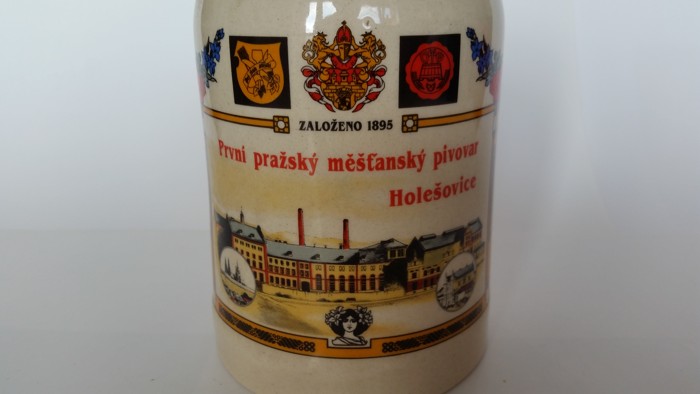 ZALOŽENO 1895
První pražský měšťanský pivovar
Holešovice